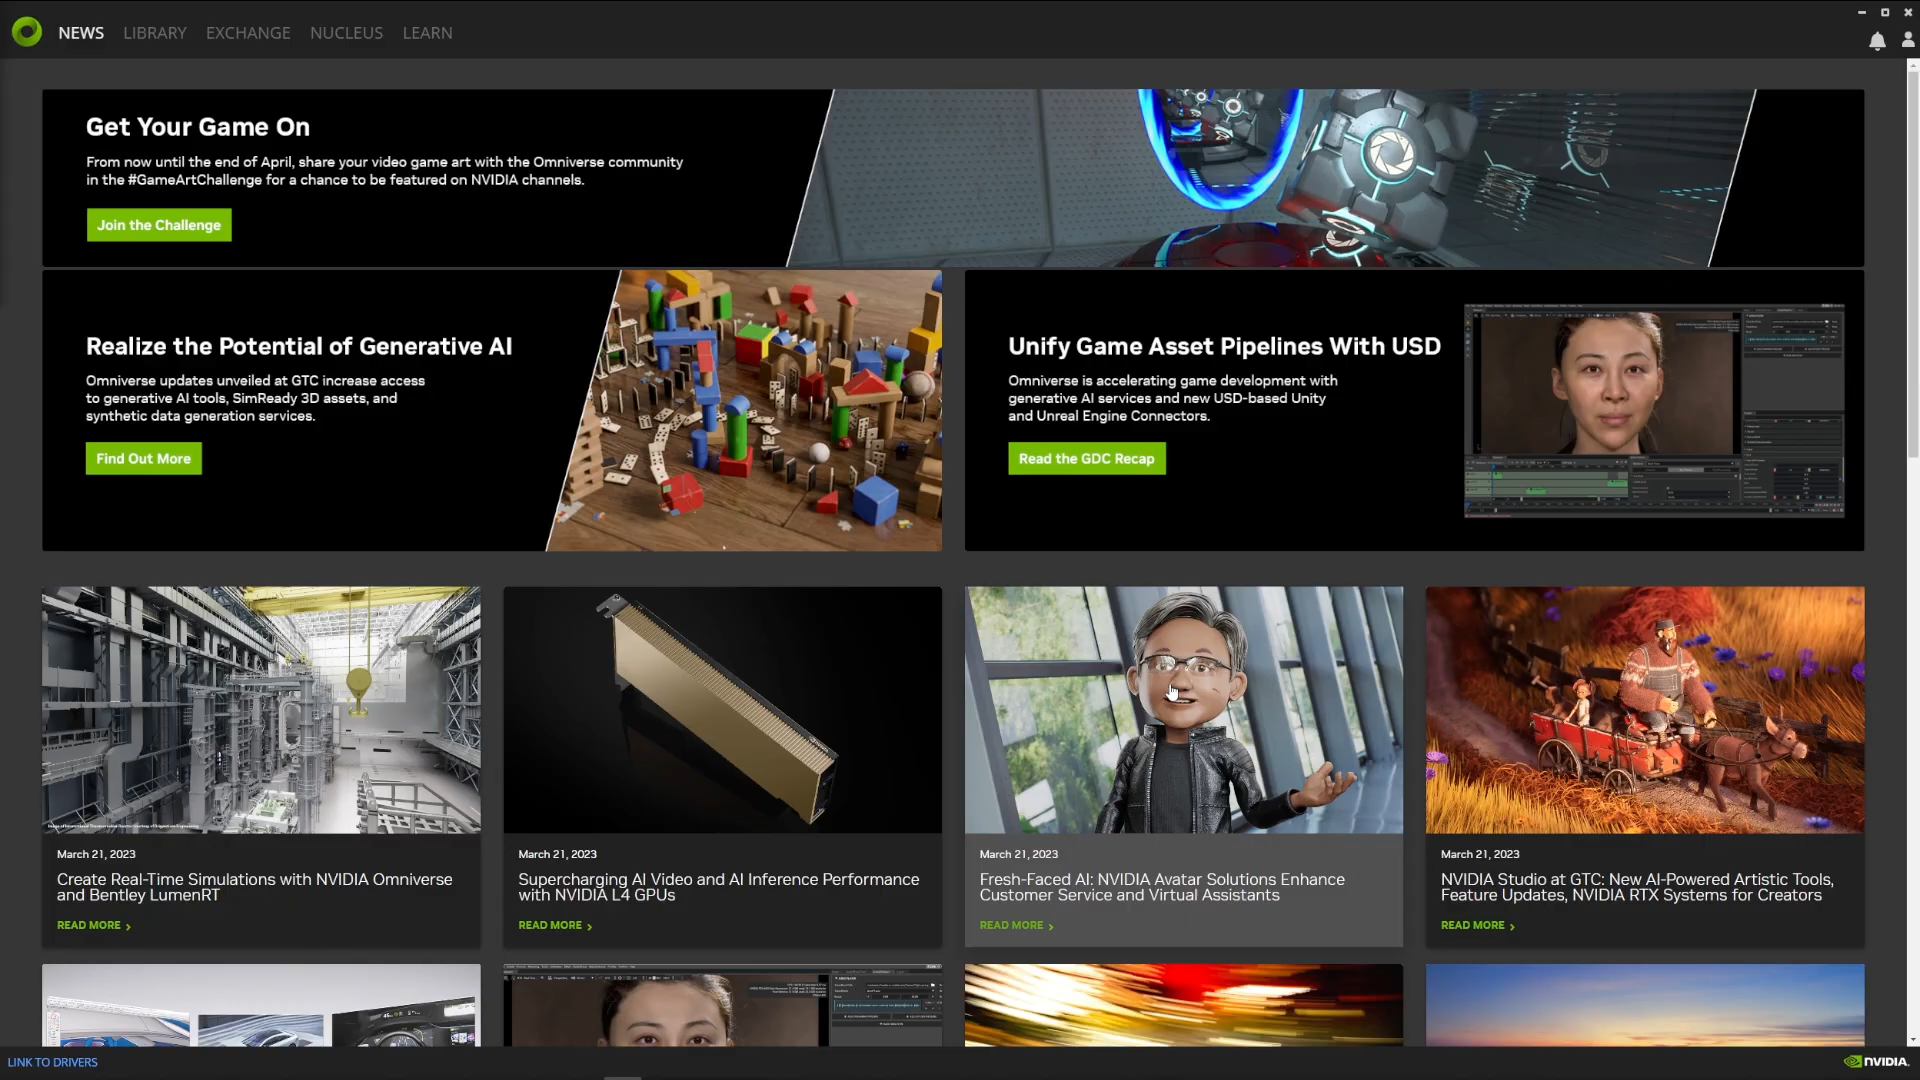 NEWS LIBRARY EXCHANGE NUCLEUS LEARN
Get Your Game On
From now until the end of April, share your video game art with the Omniverse community
in the #GameArtChallenge for a chance to be featured on NVIDIA channels.
Join the Challenge
Realize the Potential of Generative AI
Omniverse updates unveiled at GTC increase access
to generative AI tools, SimReady 3D assets, and
synthetic data generation services.
Find Out More
Unify Game Asset Pipelines With USD
Omniverse is accelerating game development with
generative AI services and new USD-based Unity
and Unreal Engine Connectors.
Read the GDC Recap
March 21, 2023
Create Real-Time Simulations with NVIDIA Omniverse
and Bentley LumenRT
READ MORE >
March 21, 2023
Supercharging AI Video and AI Inference Performance
with NVIDIA L4 GPUs
READ MORE >
March 21, 2023
Fresh-Faced AI: NVIDIA Avatar Solutions Enhance
Customer Service and Virtual Assistants
READ MORE >
March 21, 2023
NVIDIA Studio at GTC: New AI-Powered Artistic Tools,
Feature Updates, NVIDIA RTX Systems for Creators
READ MORE >
LINK TO DRIVERS
NVIDIA.